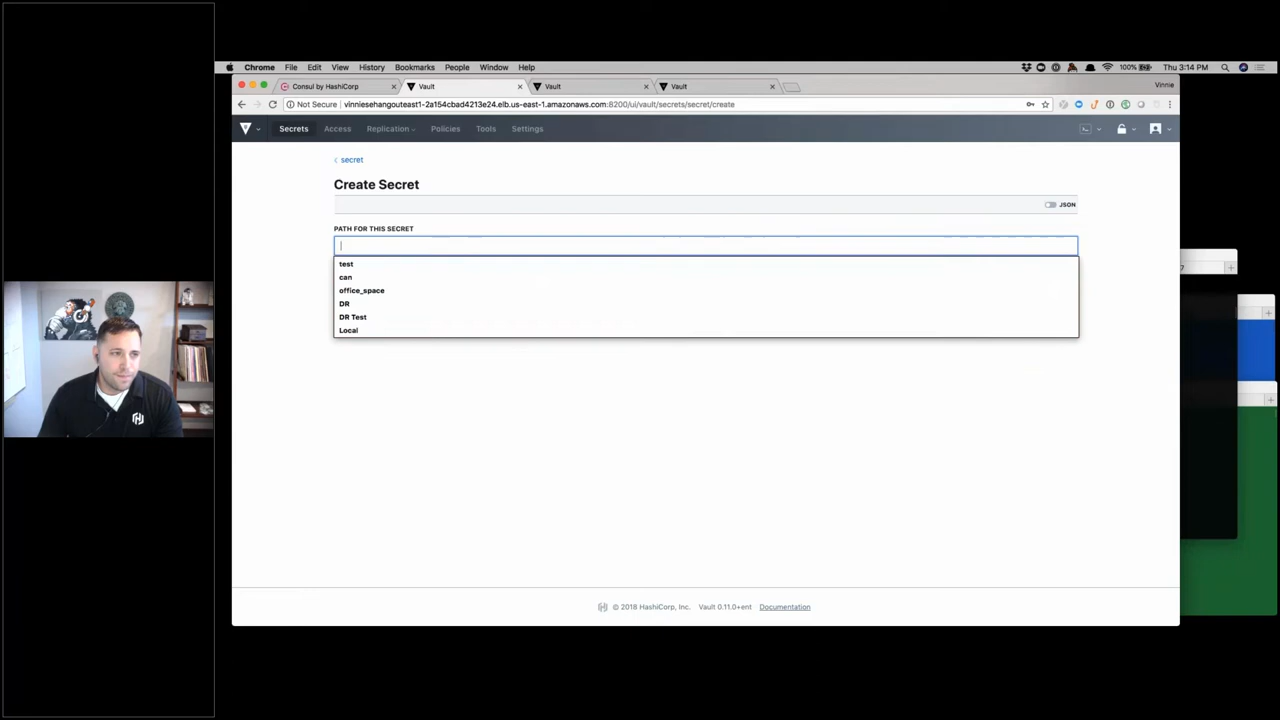 Chrome File Edit View History Bookmarks People Window Help 100% Thu 3:14 PM
Consul by HashiCorp Vault Vault Vault Vinnie
Not Secure vinniesehangouteast1-2a154cbad4213e24.elb.us-east-1.amazonaws.com:8200/ui/vault/secrets/secret/create
Secrets Access Replication Policies Tools Settings
secret
Create Secret
JSON
PATH FOR THIS SECRET
test
can
office_space
DR
DR Test
Local
7
© 2018 HashiCorp, Inc. Vault 0.11.0+ent Documentation